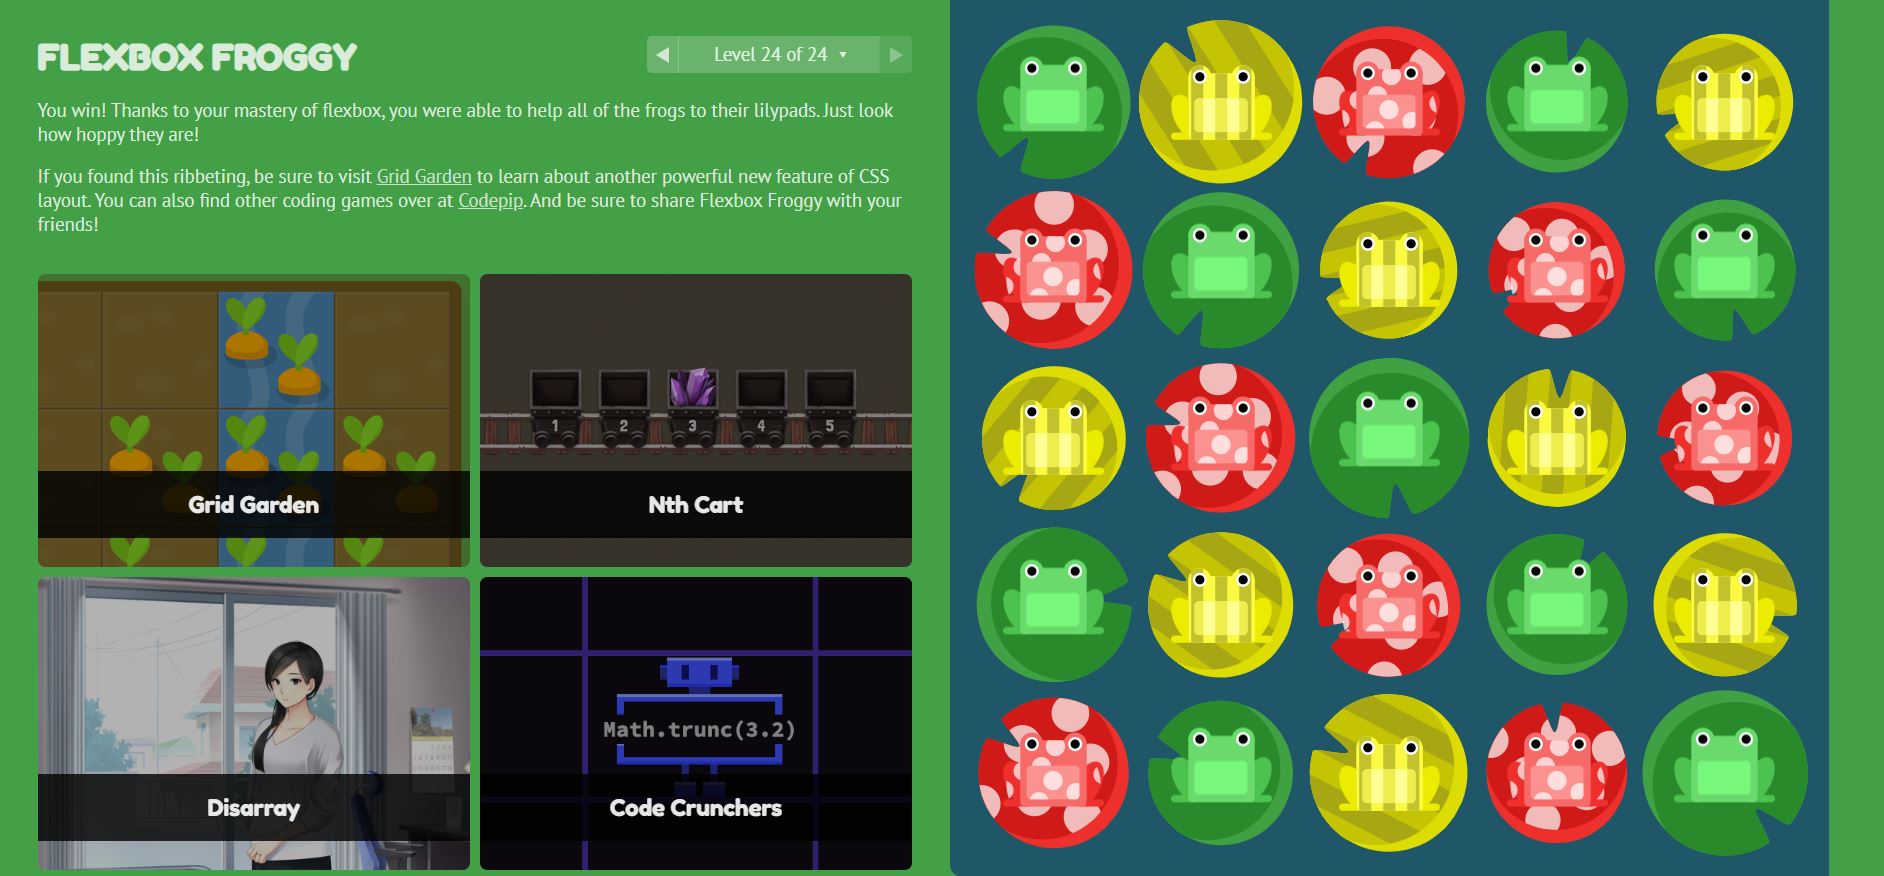 FLEXBOX FROGGY
Level 24 of 24
You win! Thanks to your mastery of flexbox, you were able to help all of the frogs to their lilypads. Just look
how hoppy they are!
If you found this ribbeting, be sure to visit Grid Garden to learn about another powerful new feature of CSS
layout. You can also find other coding games over at Codepip. And be sure to share Flexbox Froggy with your
friends!
Grid Garden
1 2 3 4 5
Nth Cart
Disarray
Math.trunc(3.2)
Code Crunchers